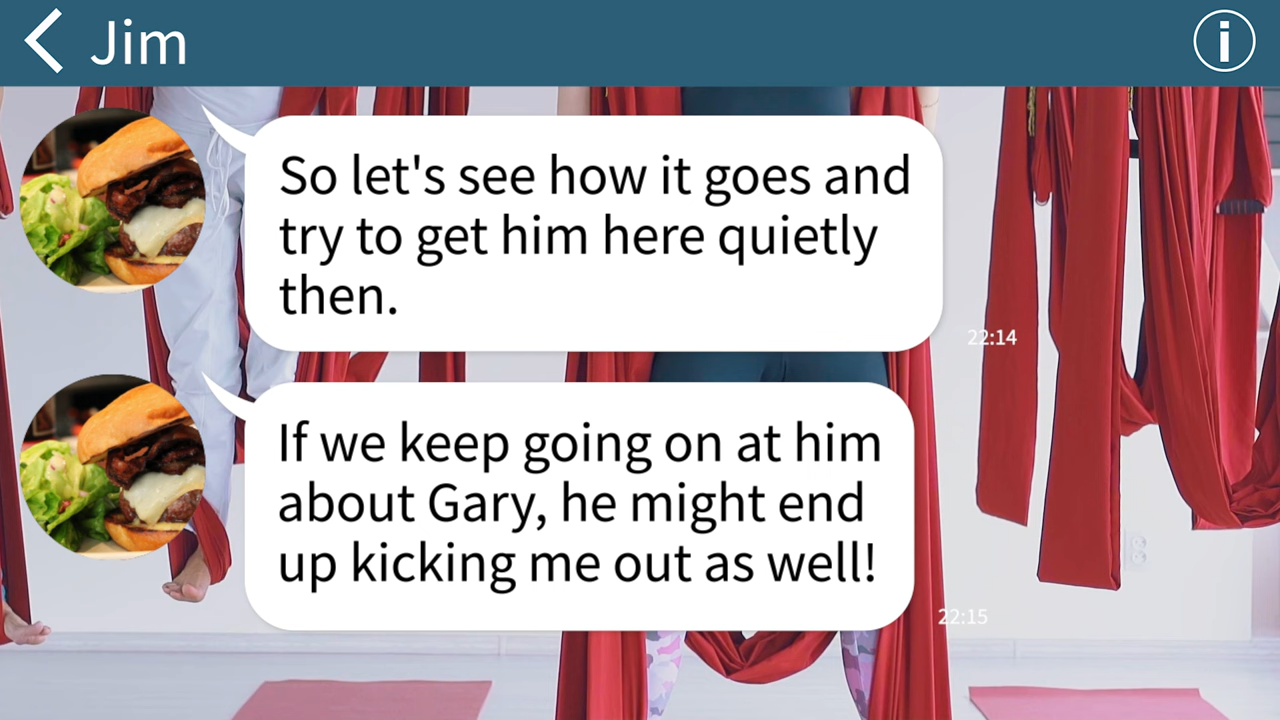 Jim
So let's see how it goes and
try to get him here quietly
then.
22:14
If we keep going on at him
about Gary, he might end
up kicking me out as well!
22:15